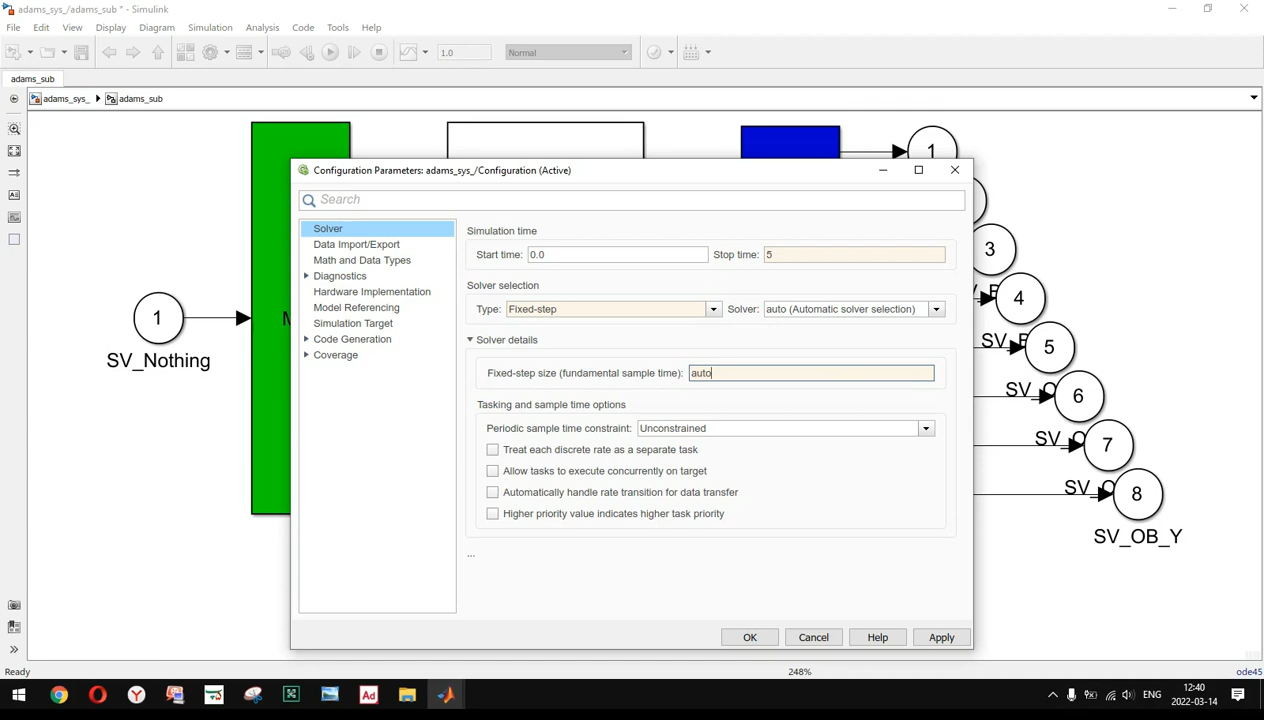 adams_sys_/adams_sub * - Simulink
File Edit View Display Diagram Simulation Analysis Code Tools Help
1.0 Normal
adams_sub
adams_sys_ adams_sub
Configuration Parameters: adams_sys_/Configuration (Active)
Search
Solver
Data Import/Export
Math and Data Types
Diagnostics
Hardware Implementation
Model Referencing
Simulation Target
Code Generation
Coverage
Simulation time
Start time: 0.0 Stop time: 5
Solver selection
Type: Fixed-step Solver: auto (Automatic solver selection)
Solver details
Fixed-step size (fundamental sample time): auto
Tasking and sample time options
Periodic sample time constraint: Unconstrained
Treat each discrete rate as a separate task
Allow tasks to execute concurrently on target
Automatically handle rate transition for data transfer
Higher priority value indicates higher task priority
...
OK Cancel Help Apply
1
SV_Nothing
1
3
4
5
6
7
8
SV_OB_Y
Ready 248% ode45
Ad
ENG
12:40
2022-03-14